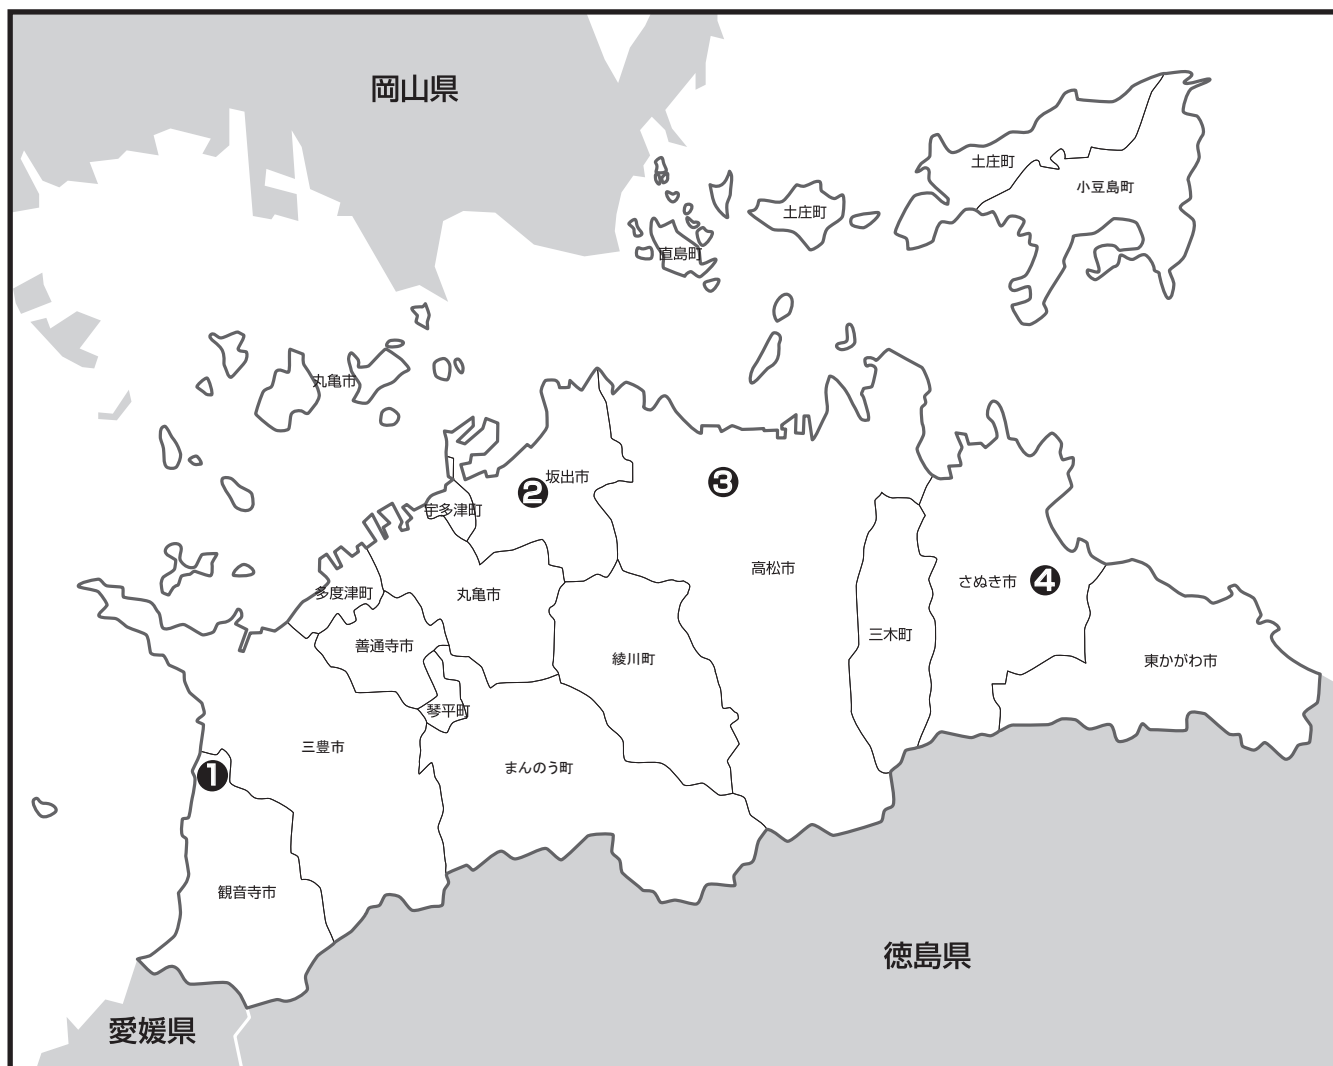 岡山県
土庄町
小豆島町
土庄町
直島町
丸亀市
❷
坂出市
❸
宇多津町
高松市
さぬき市
❹
多度津町
丸亀市
三木町
善通寺市
綾川町
東かがわ市
琴平町
三豊市
❶
まんのう町
観音寺市
徳島県
愛媛県